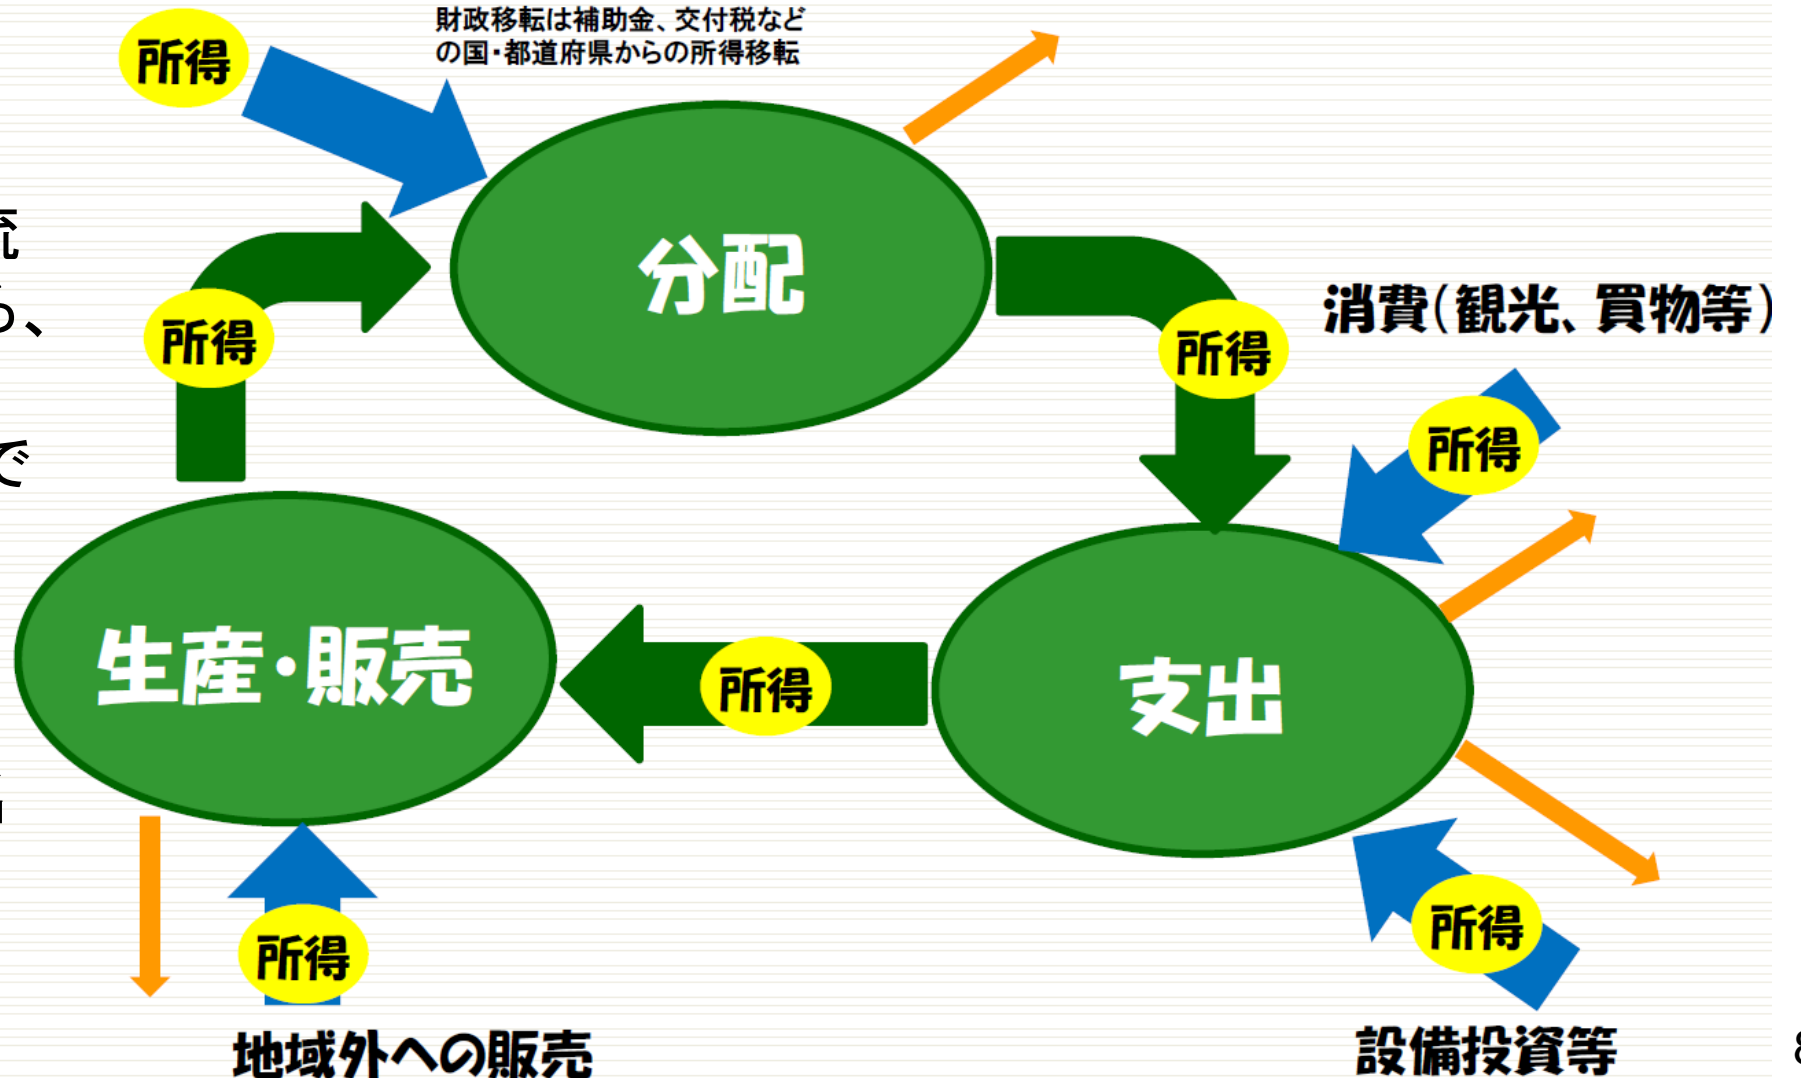 財政移転は補助金、交付税など
の国・都道府県からの所得移転
所得
分配
所得
所得
消費(観光、買物等)
所得
生産・販売
所得
支出
所得
所得
地域外への販売
設備投資等
流
、
で